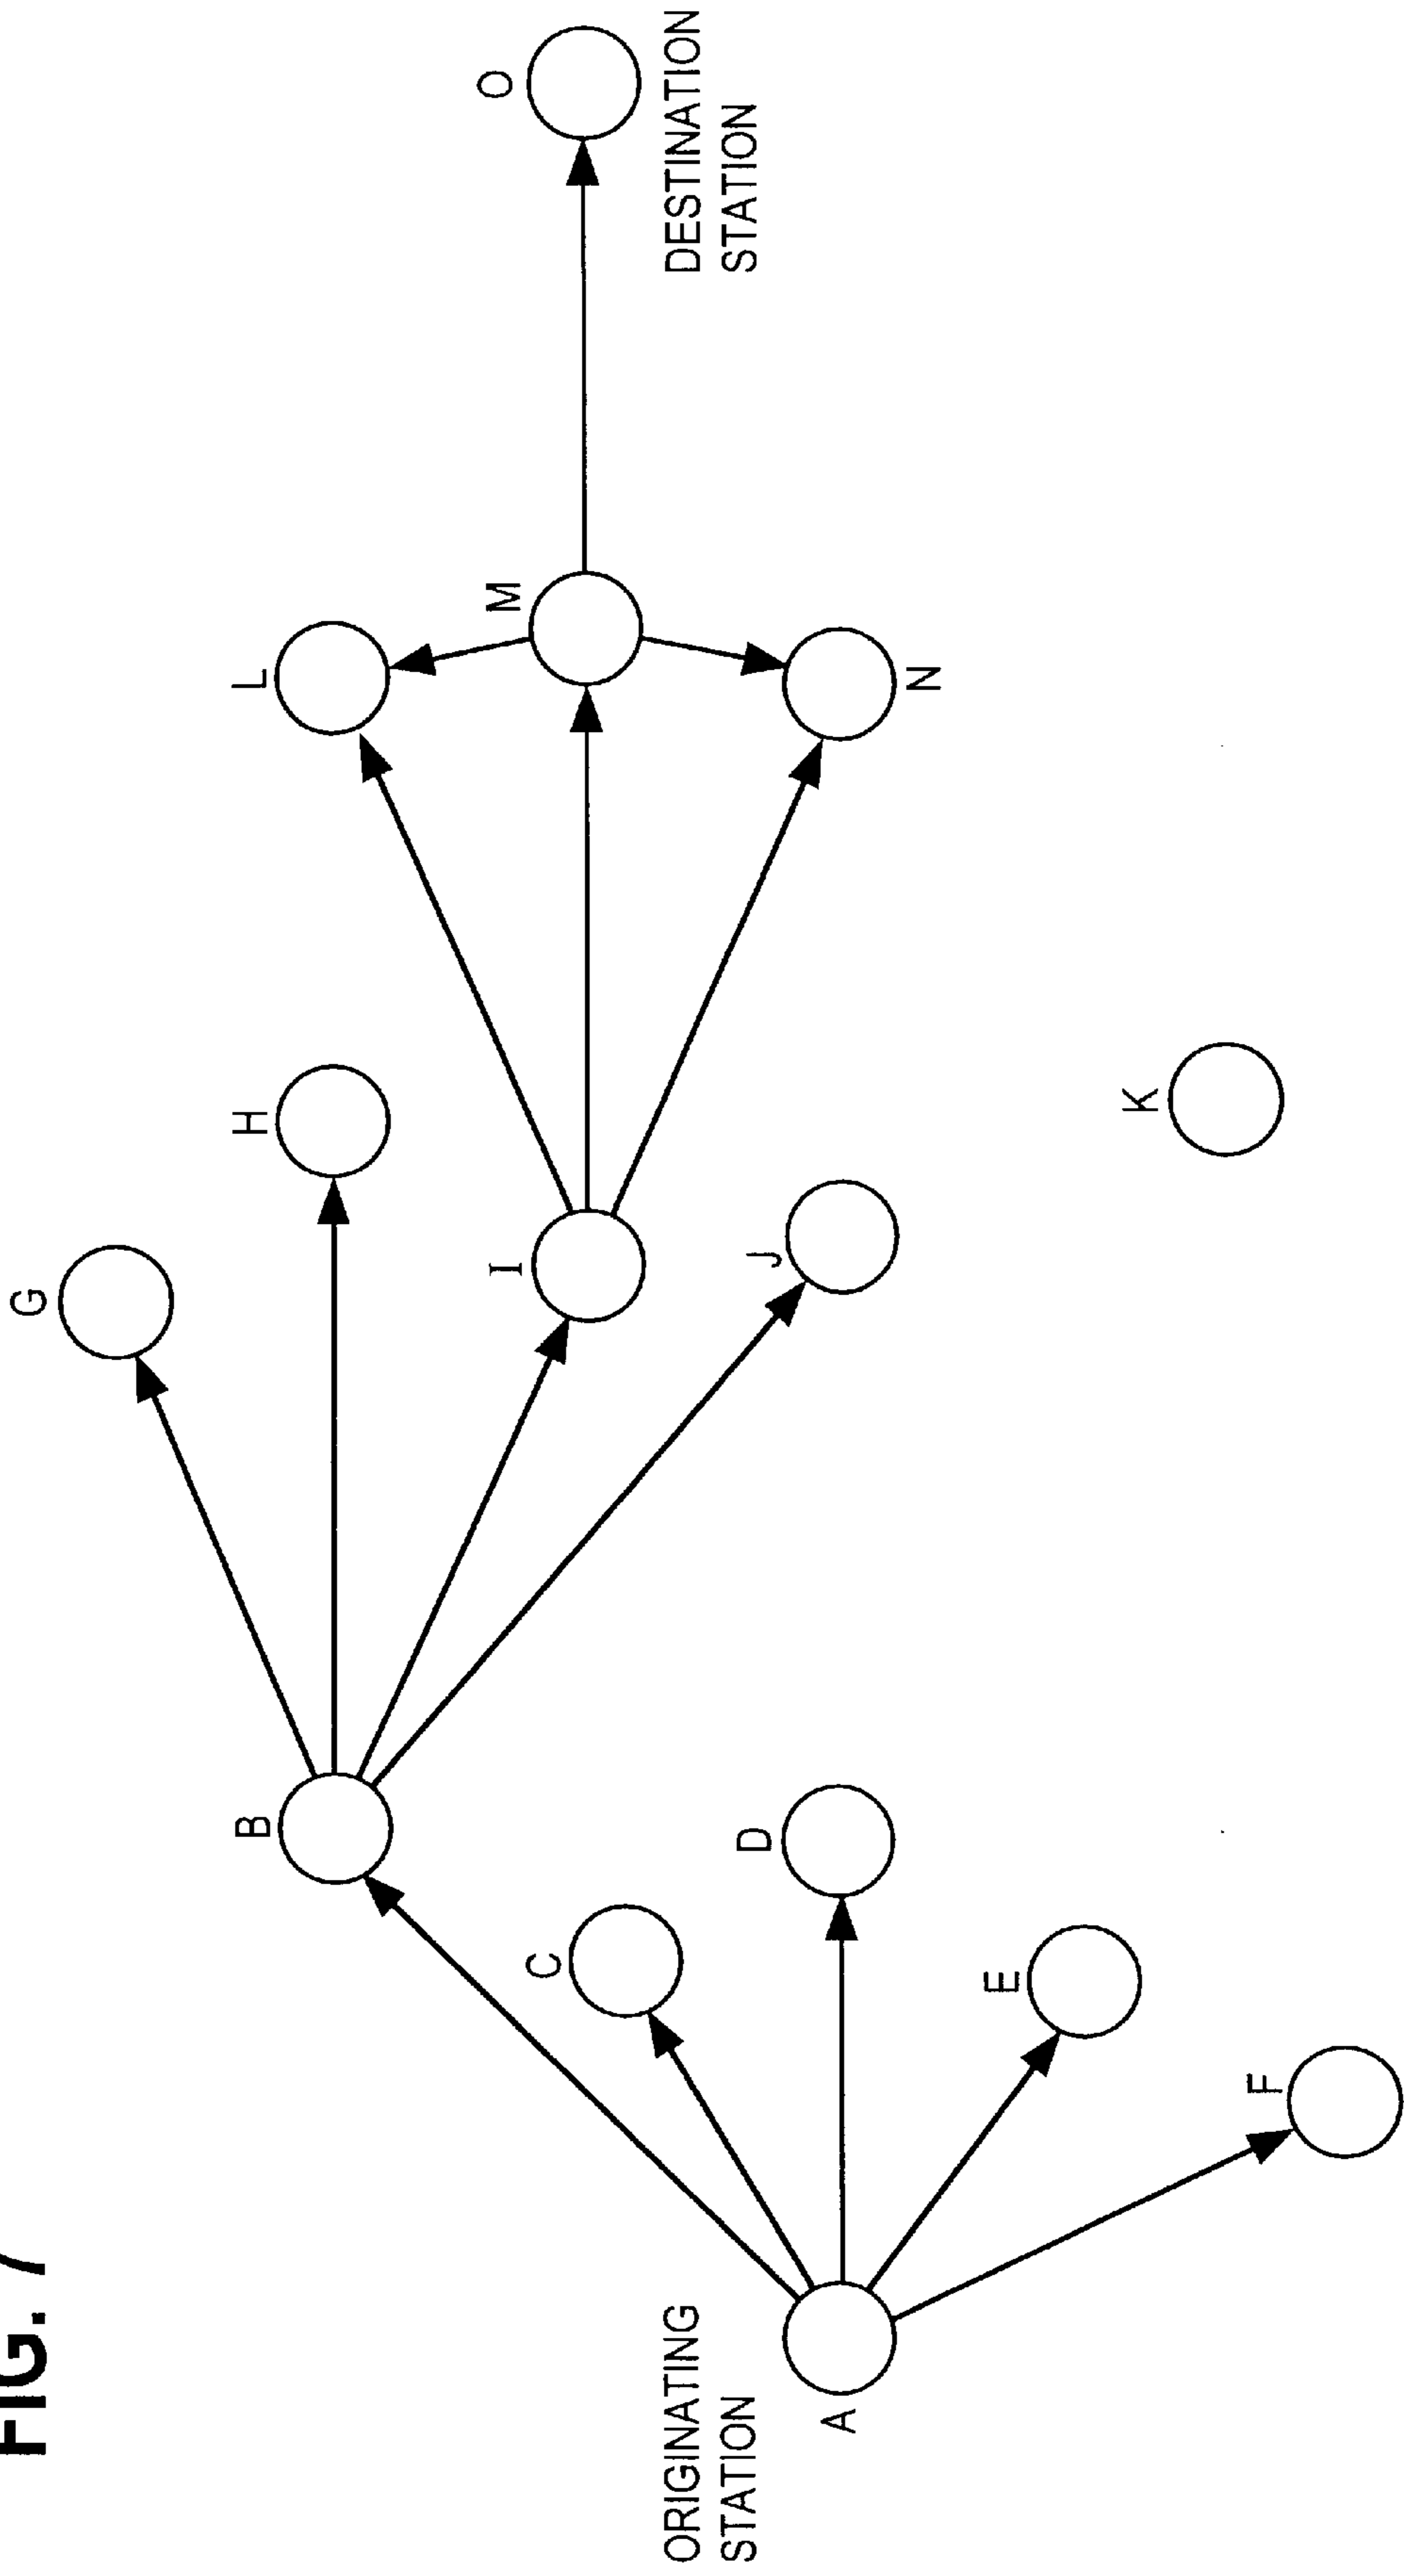 FIG. 7
G
H
L
B
I
M
O
C
ORIGINATING
STATION
D
J
DESTINATION
STATION
A
E
N
F
K